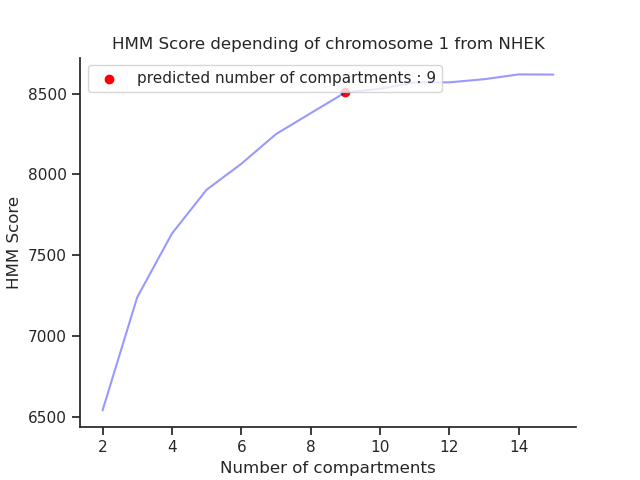 HMM Score depending of chromosome 1 from NHEK
predicted number of compartments : 9
8500
8000
7500
7000
6500
HMM Score
2 4 6 8 10 12 14
Number of compartments